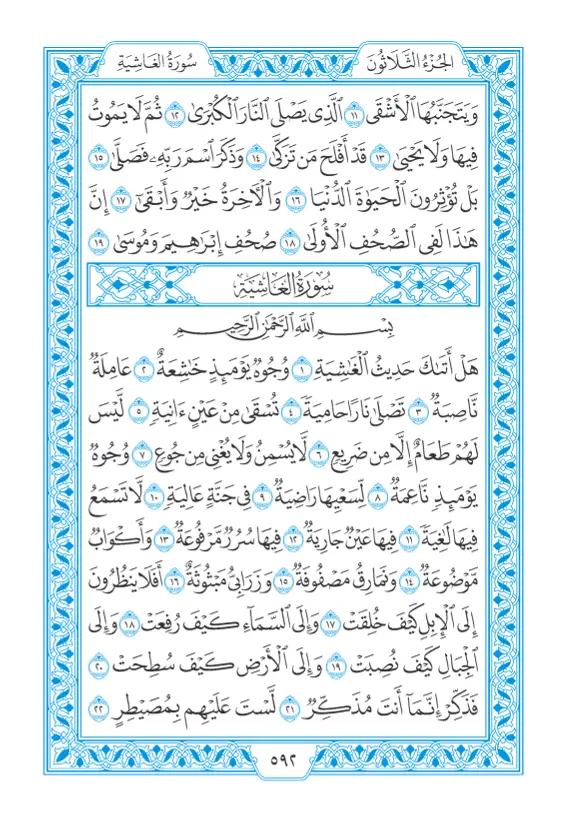 سُورَةُ الغَاشِيَةِ
الجُزْءُ الثَّلَاثُونَ
وَيَتَجَنَّبُهَا ٱلْأَشْقَى ١١ ٱلَّذِى يَصْلَى ٱلنَّارَ ٱلْكُبْرَىٰ ١٢ ثُمَّ لَا يَمُوتُ
فِيهَا وَلَا يَحْيَىٰ ١٣ قَدْ أَفْلَحَ مَن تَزَكَّىٰ ١٤ وَذَكَرَ ٱسْمَ رَبِّهِۦ فَصَلَّىٰ ١٥
بَلْ تُؤْثِرُونَ ٱلْحَيَوٰةَ ٱلدُّنْيَا ١٦ وَٱلْـَٔاخِرَةُ خَيْرٌ وَأَبْقَىٰٓ ١٧ إِنَّ
هَـٰذَا لَفِى ٱلصُّحُفِ ٱلْأُولَىٰ ١٨ صُحُفِ إِبْرَٰهِيمَ وَمُوسَىٰ ١٩
سُورَةُ الغَاشِيَةِ
بِسْمِ ٱللَّهِ ٱلرَّحْمَـٰنِ ٱلرَّحِيمِ
هَلْ أَتَىٰكَ حَدِيثُ ٱلْغَـٰشِيَةِ ١ وُجُوهٌ يَوْمَئِذٍ خَـٰشِعَةٌ ٢ عَامِلَةٌ
نَّاصِبَةٌ ٣ تَصْلَىٰ نَارًا حَامِيَةً ٤ تُسْقَىٰ مِنْ عَيْنٍ ءَانِيَةٍ ٥ لَّيْسَ
لَهُمْ طَعَامٌ إِلَّا مِن ضَرِيعٍ ٦ لَّا يُسْمِنُ وَلَا يُغْنِى مِن جُوعٍ ٧ وُجُوهٌ
يَوْمَئِذٍ نَّاعِمَةٌ ٨ لِّسَعْيِهَا رَاضِيَةٌ ٩ فِى جَنَّةٍ عَالِيَةٍ ١٠ لَّا تَسْمَعُ
فِيهَا لَـٰغِيَةً ١١ فِيهَا عَيْنٌ جَارِيَةٌ ١٢ فِيهَا سُرُرٌ مَّرْفُوعَةٌ ١٣ وَأَكْوَابٌ
مَّوْضُوعَةٌ ١٤ وَنَمَارِقُ مَصْفُوفَةٌ ١٥ وَزَرَابِىُّ مَبْثُوثَةٌ ١٦ أَفَلَا يَنظُرُونَ
إِلَى ٱلْإِبِلِ كَيْفَ خُلِقَتْ ١٧ وَإِلَى ٱلسَّمَآءِ كَيْفَ رُفِعَتْ ١٨ وَإِلَى
ٱلْجِبَالِ كَيْفَ نُصِبَتْ ١٩ وَإِلَى ٱلْأَرْضِ كَيْفَ سُطِحَتْ ٢٠
فَذَكِّرْ إِنَّمَآ أَنتَ مُذَكِّرٌ ٢١ لَّسْتَ عَلَيْهِم بِمُصَيْطِرٍ ٢٢
٥٩٢